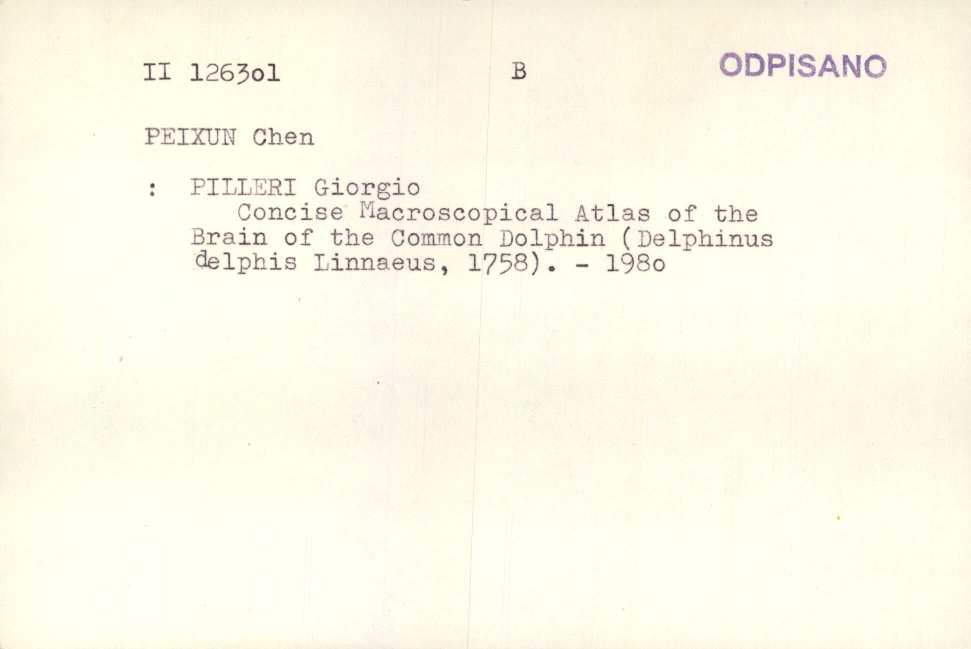 II 1263o1 B ODPISANO
PEIXUN Chen
: PILLERI Giorgio
Concise Macroscopical Atlas of the
Brain of the Common Dolphin (Delphinus
delphis Linnaeus, 1758). - 198o